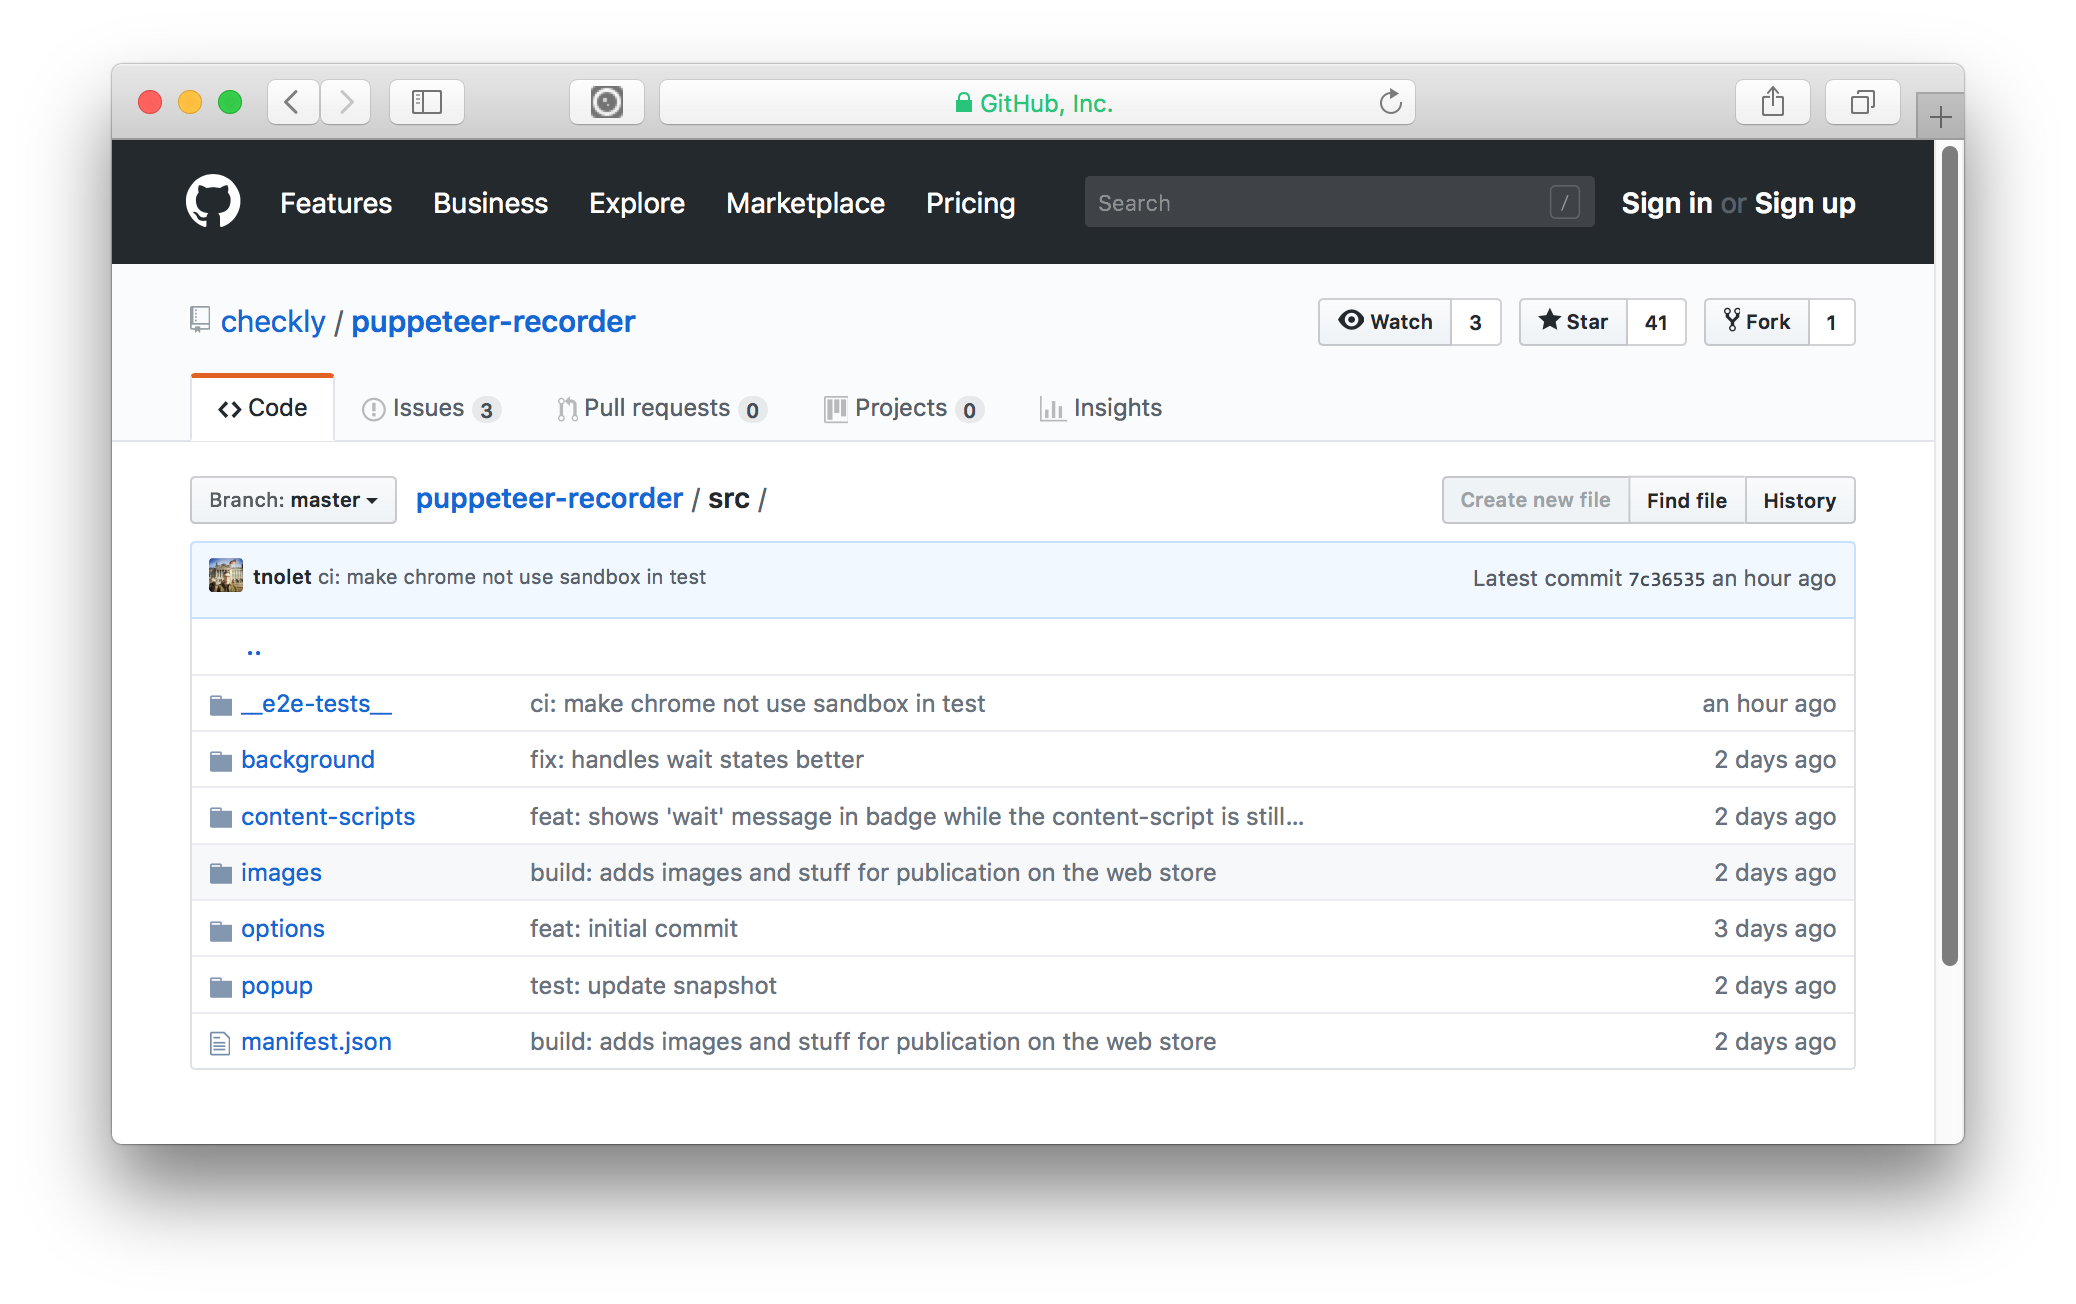 GitHub, Inc.
Features Business Explore Marketplace Pricing Search / Sign in or Sign up
checkly / puppeteer-recorder Watch 3 Star 41 Fork 1
Code Issues 3 Pull requests 0 Projects 0 Insights
Branch: master puppeteer-recorder / src / Create new file Find file History
tnolet ci: make chrome not use sandbox in test Latest commit 7c36535 an hour ago
..
__e2e-tests__ ci: make chrome not use sandbox in test an hour ago
background fix: handles wait states better 2 days ago
content-scripts feat: shows 'wait' message in badge while the content-script is still… 2 days ago
images build: adds images and stuff for publication on the web store 2 days ago
options feat: initial commit 3 days ago
popup test: update snapshot 2 days ago
manifest.json build: adds images and stuff for publication on the web store 2 days ago